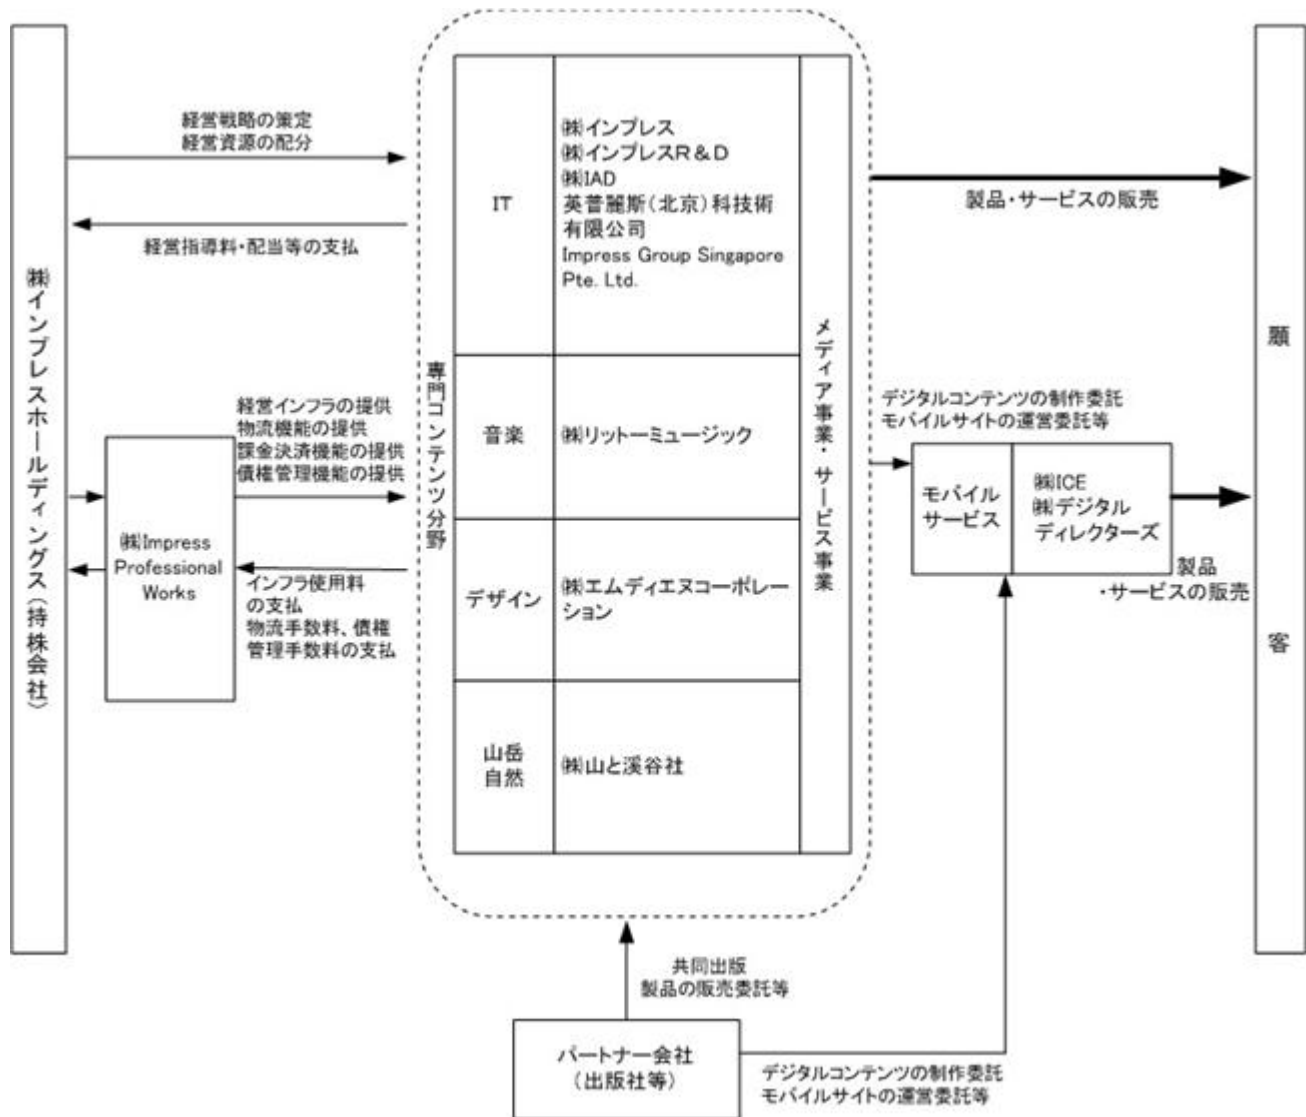 ㈱インプレスホールディングス(持株会社)
経営戦略の策定
経営資源の配分
経営指導料・配当等の支払
㈱Impress
Professional
Works
経営インフラの提供
物流機能の提供
課金決済機能の提供
債権管理機能の提供
インフラ使用料
の支払
物流手数料、債権
管理手数料の支払
専門コンテンツ分野
IT
㈱インプレス
㈱インプレスR&D
㈱IAD
英普麗斯(北京)科技術
有限公司
Impress Group Singapore
Pte. Ltd.
音楽
㈱リットーミュージック
デザイン
㈱エムディエヌコーポレー
ション
山岳
自然
㈱山と溪谷社
メディア事業・サービス事業
製品・サービスの販売
デジタルコンテンツの制作委託
モバイルサイトの運営委託等
モバイル
サービス
㈱ICE
㈱デジタル
ディレクターズ
製品
・サービスの販売
顧客
共同出版
製品の販売委託等
パートナー会社
(出版社等)
デジタルコンテンツの制作委託
モバイルサイトの運営委託等